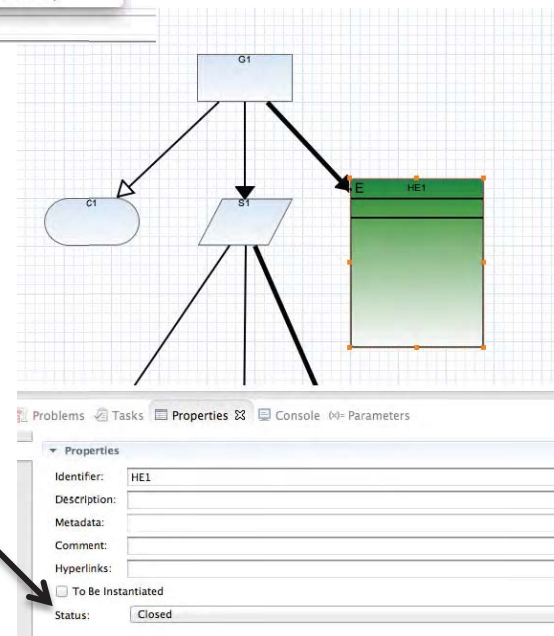 G1
C1
S1
E HE1
Problems Tasks Properties Console Parameters
Properties
Identifier: HE1
Description:
Metadata:
Comment:
Hyperlinks:
To Be Instantiated
Status: Closed